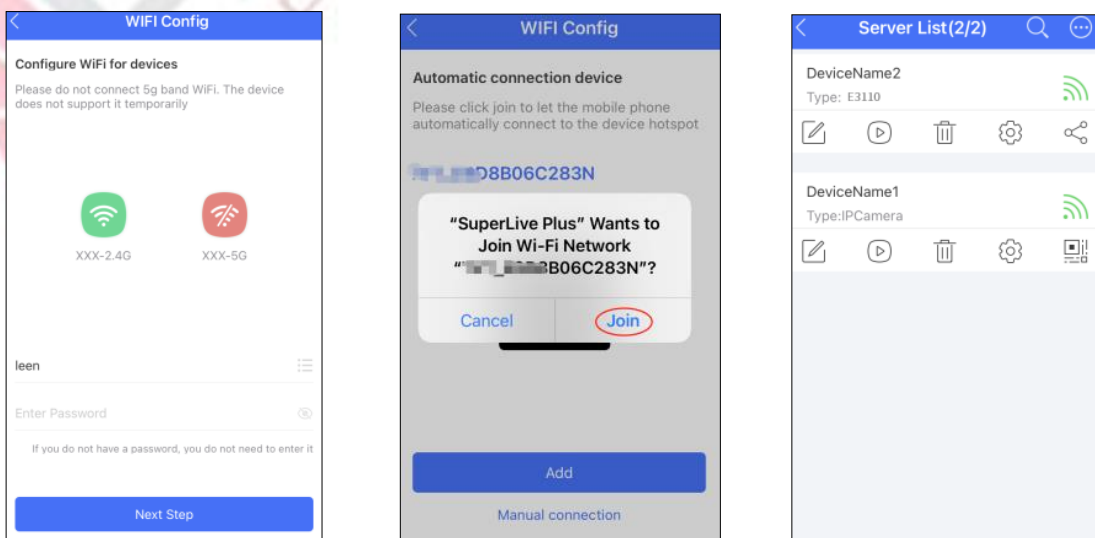 WIFI Config
Configure WiFi for devices
Please do not connect 5g band WiFi. The device
does not support it temporarily
XXX-2.4G
XXX-5G
leen
Enter Password
If you do not have a password, you do not need to enter it
Next Step
WIFI Config
Automatic connection device
Please click join to let the mobile phone
automatically connect to the device hotspot
D8B06C283N
"SuperLive Plus" Wants to
Join Wi-Fi Network
B06C283N"?
Cancel
Join
Add
Manual connection
Server List(2/2)
DeviceName2
Type: E3110
DeviceName1
Type:IPCamera